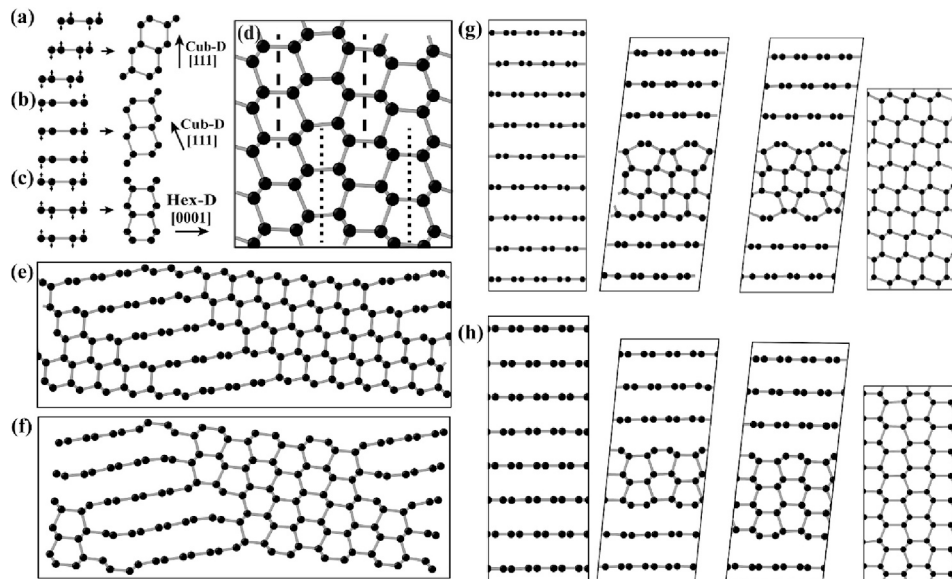 (a)
Cub-D
[111]
(b)
Cub-D
[111]
(c)
Hex-D
[0001]
(d)
(e)
(f)
(g)
(h)